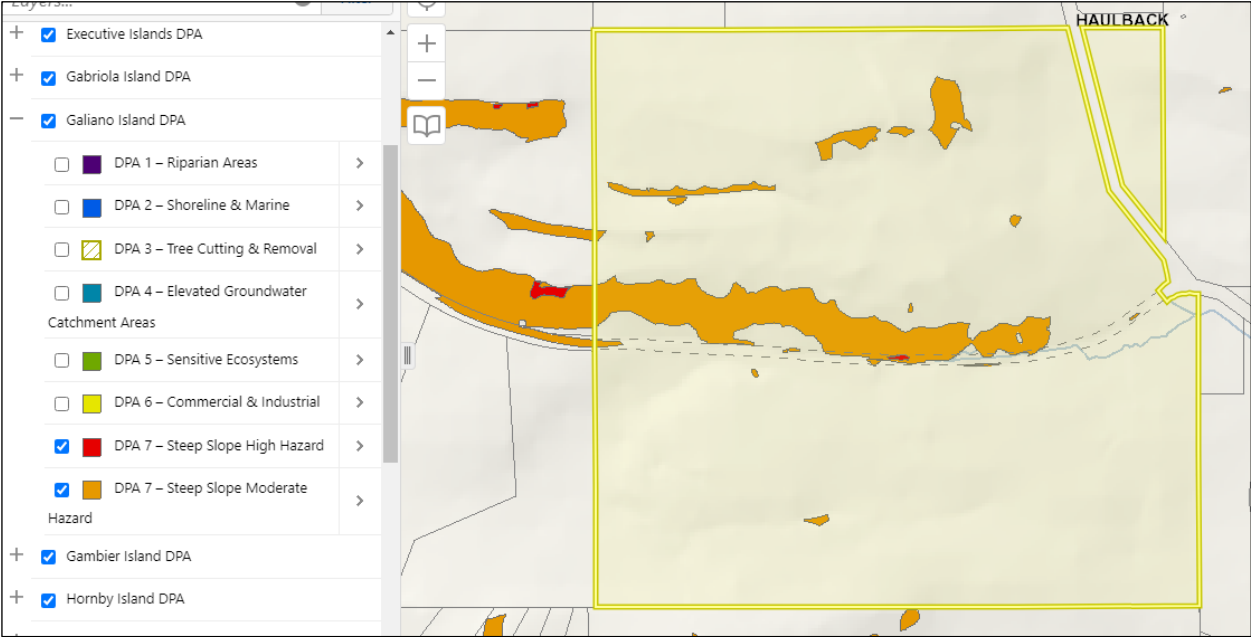 Layers...
Executive Islands DPA
Gabriola Island DPA
Galiano Island DPA
DPA 1 – Riparian Areas
DPA 2 – Shoreline & Marine
DPA 3 – Tree Cutting & Removal
DPA 4 – Elevated Groundwater
Catchment Areas
DPA 5 – Sensitive Ecosystems
DPA 6 – Commercial & Industrial
DPA 7 – Steep Slope High Hazard
DPA 7 – Steep Slope Moderate
Hazard
Gambier Island DPA
Hornby Island DPA
HAULBACK